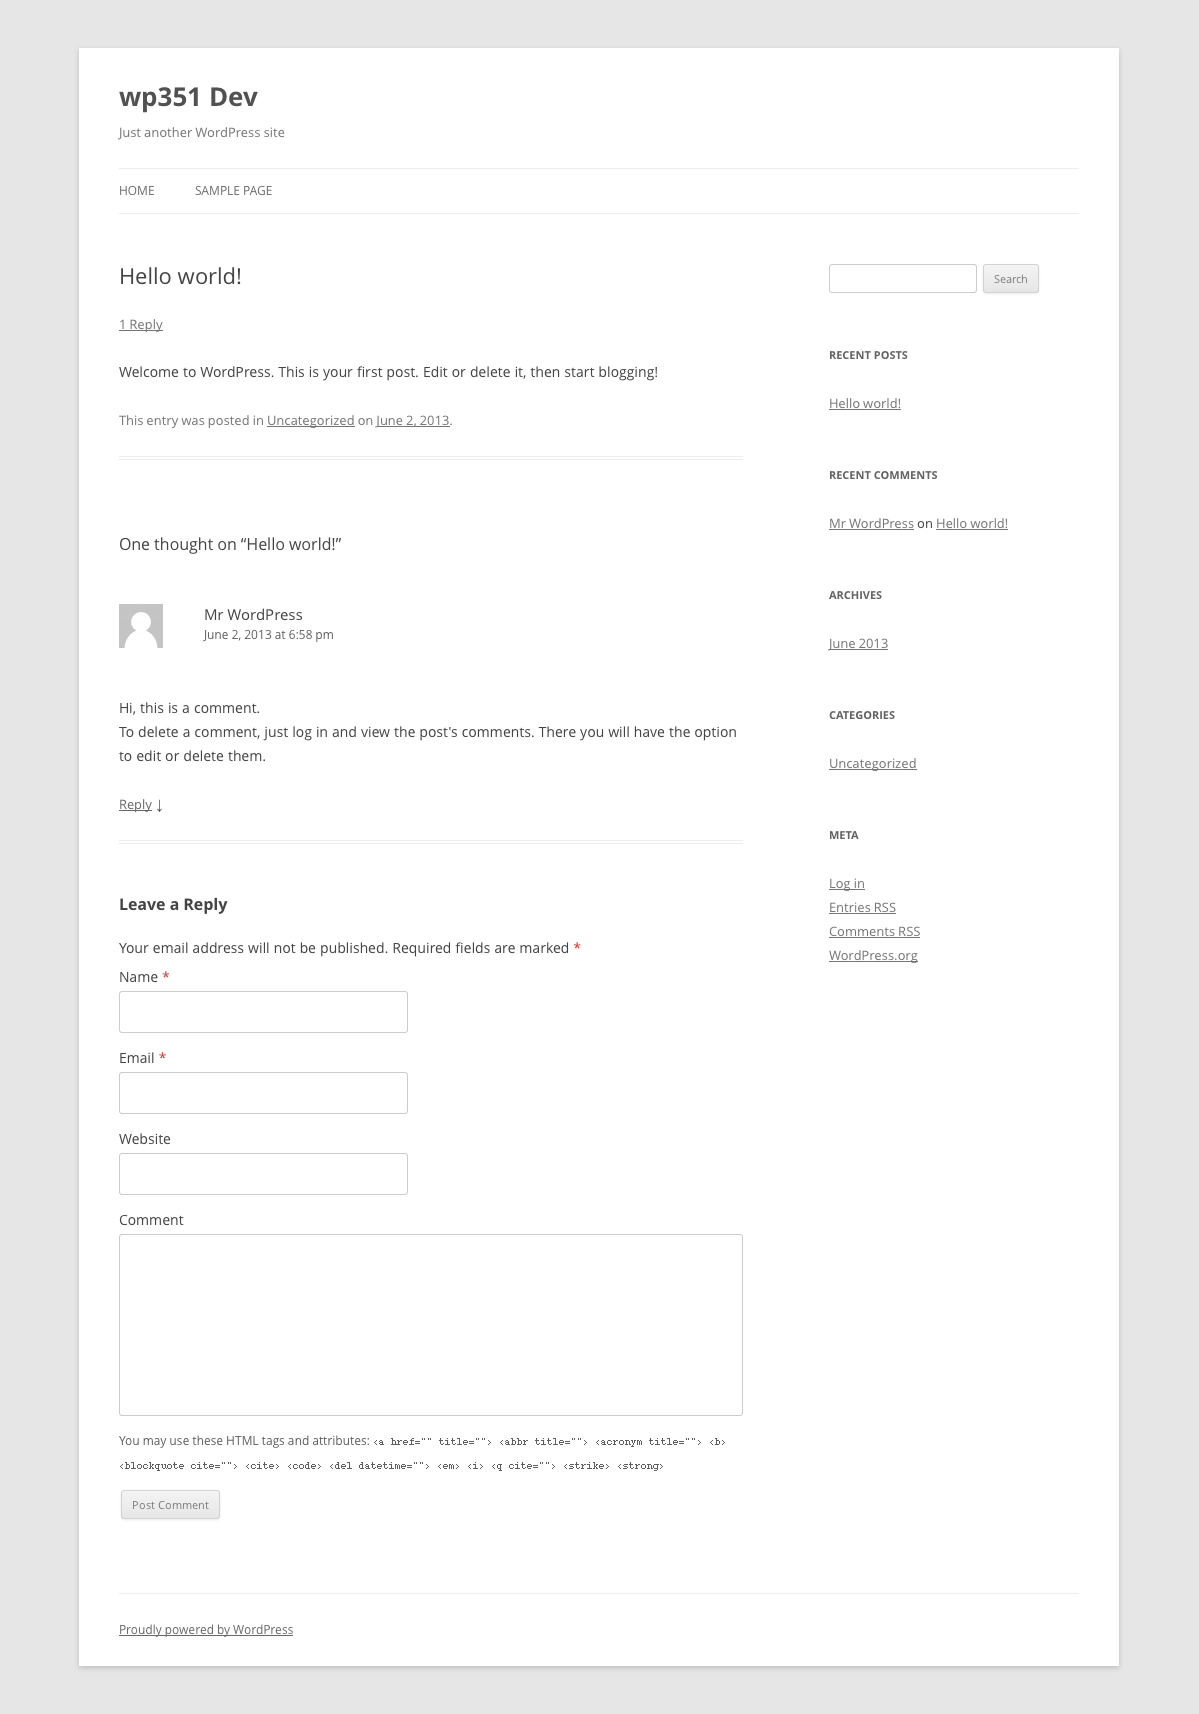 wp351 Dev
Just another WordPress site
HOME SAMPLE PAGE
Hello world!
1 Reply
Welcome to WordPress. This is your first post. Edit or delete it, then start blogging!
This entry was posted in Uncategorized on June 2, 2013.
One thought on “Hello world!”
Mr WordPress
June 2, 2013 at 6:58 pm
Hi, this is a comment.
To delete a comment, just log in and view the post's comments. There you will have the option
to edit or delete them.
Reply ↓
Leave a Reply
Your email address will not be published. Required fields are marked *
Name *
Email *
Website
Comment
You may use these HTML tags and attributes: <a href="" title=""> <abbr title=""> <acronym title=""> <b>
<blockquote cite=""> <cite> <code> <del datetime=""> <em> <i> <q cite=""> <strike> <strong>
Post Comment
Search
RECENT POSTS
Hello world!
RECENT COMMENTS
Mr WordPress on Hello world!
ARCHIVES
June 2013
CATEGORIES
Uncategorized
META
Log in
Entries RSS
Comments RSS
WordPress.org
Proudly powered by WordPress